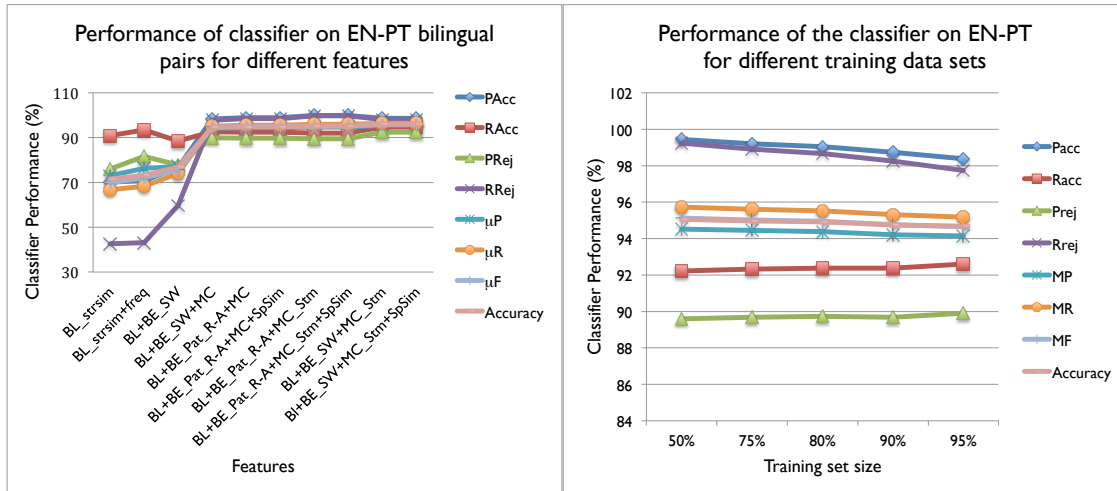 Performance of classifier on EN-PT bilingual
pairs for different features
Classifier Performance (%)
110
90
70
50
30
BL_strsim
BL_strsim+freq
BL+BE_SW
BL+BE_SW+MC
BL+BE_Pat_R-A+MC
BL+BE_Pat_R-A+MC+SpSim
BL+BE_Pat_R-A+MC_Stm
BL+BE_Pat_R-A+MC_Stm+SpSim
BL+BE_SW+MC_Stm
Bl+BE_SW+MC_Stm+SpSim
Features
PAcc
RAcc
PRej
RRej
µP
µR
µF
Accuracy
Performance of the classifier on EN-PT
for different training data sets
Classifier Performance (%)
102
100
98
96
94
92
90
88
86
84
50%
75%
80%
90%
95%
Training set size
Pacc
Racc
Prej
Rrej
MP
MR
MF
Accuracy